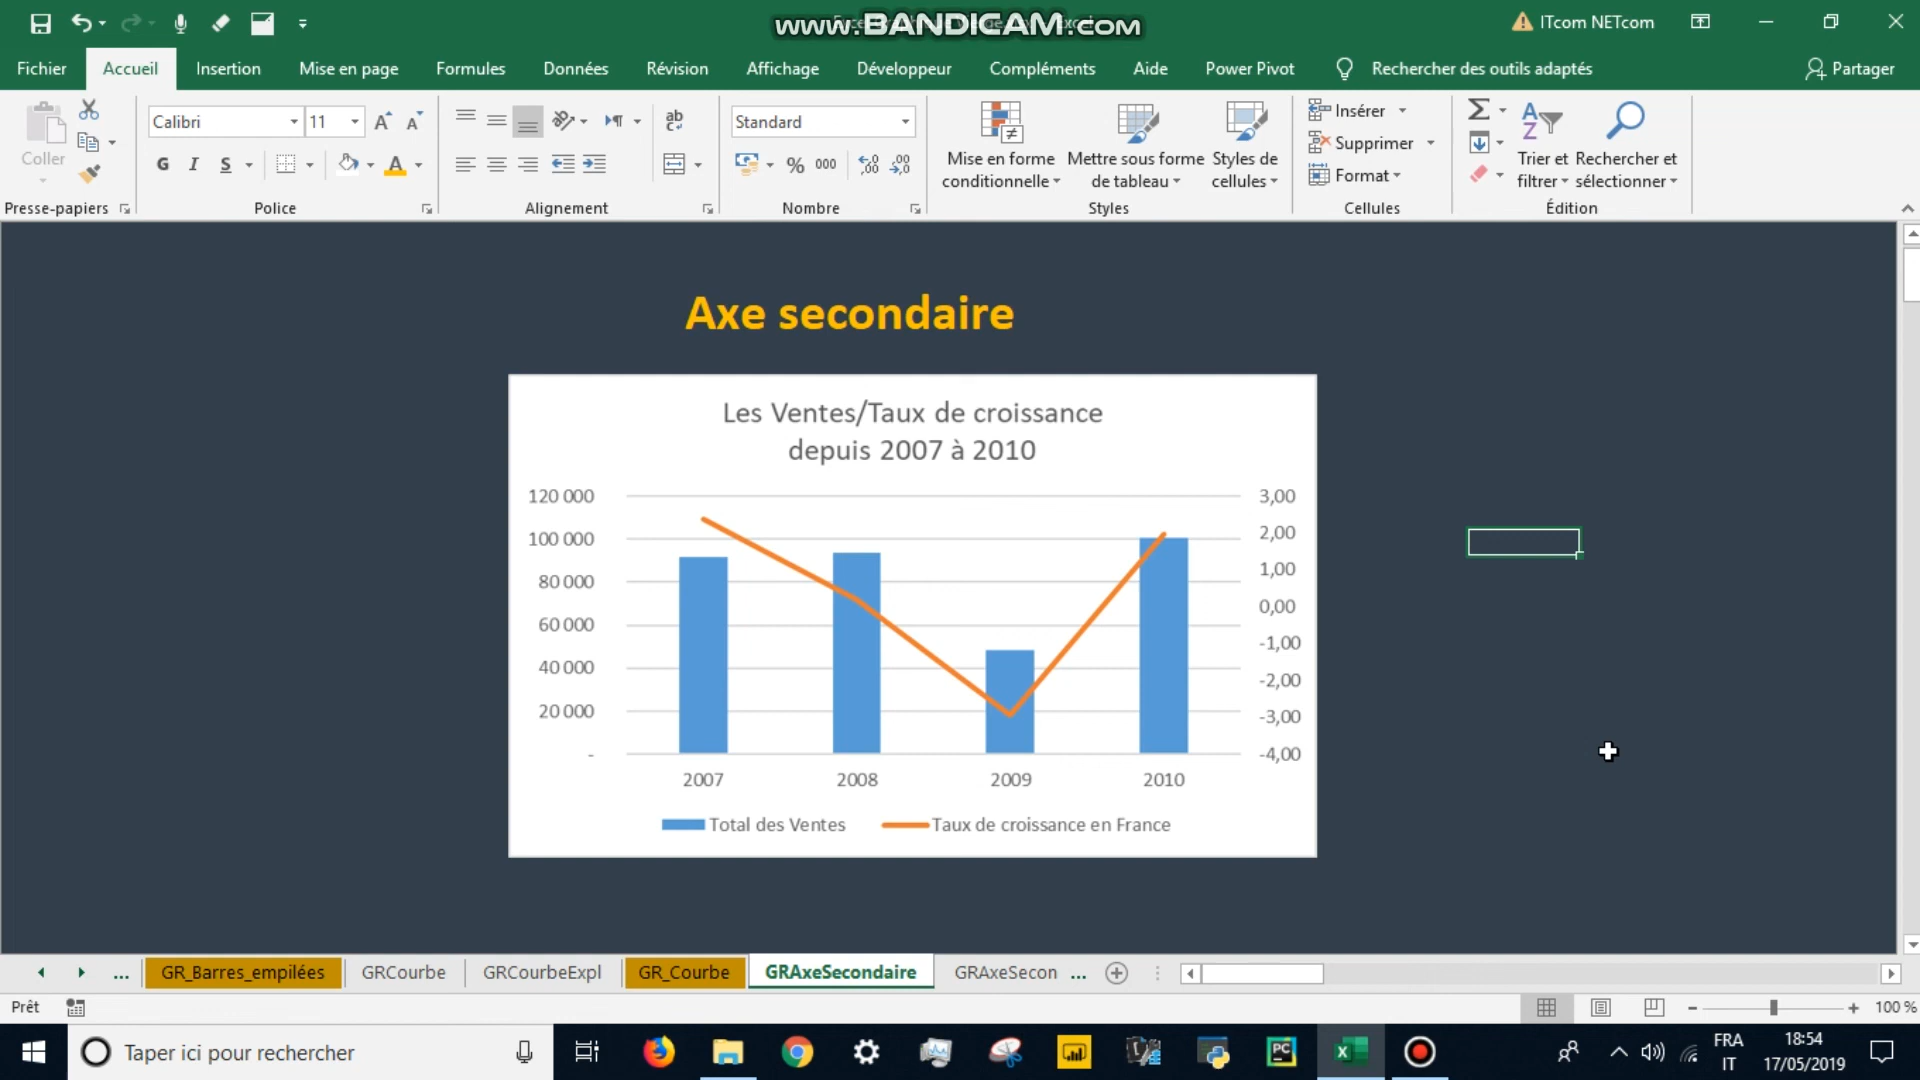 www.BANDICAM.com
ITcom NETcom
Fichier Accueil Insertion Mise en page Formules Données Révision Affichage Développeur Compléments Aide Power Pivot Rechercher des outils adaptés Partager
Coller
Calibri 11
G I S
Standard
% 000
Mise en forme conditionnelle
Mettre sous forme de tableau
Styles de cellules
Insérer
Supprimer
Format
Trier et filtrer
Rechercher et sélectionner
Presse-papiers Police Alignement Nombre Styles Cellules Édition
Axe secondaire
Les Ventes/Taux de croissance
depuis 2007 à 2010
120 000 3,00
100 000 2,00
80 000 1,00
0,00
60 000
-1,00
40 000
-2,00
20 000 -3,00
- -4,00
2007 2008 2009 2010
Total des Ventes Taux de croissance en France
... GR_Barres_empilées GRCourbe GRCourbeExpl GR_Courbe GRAxeSecondaire GRAxeSecon ...
Prêt 100 %
Taper ici pour rechercher
FRA
IT
18:54
17/05/2019